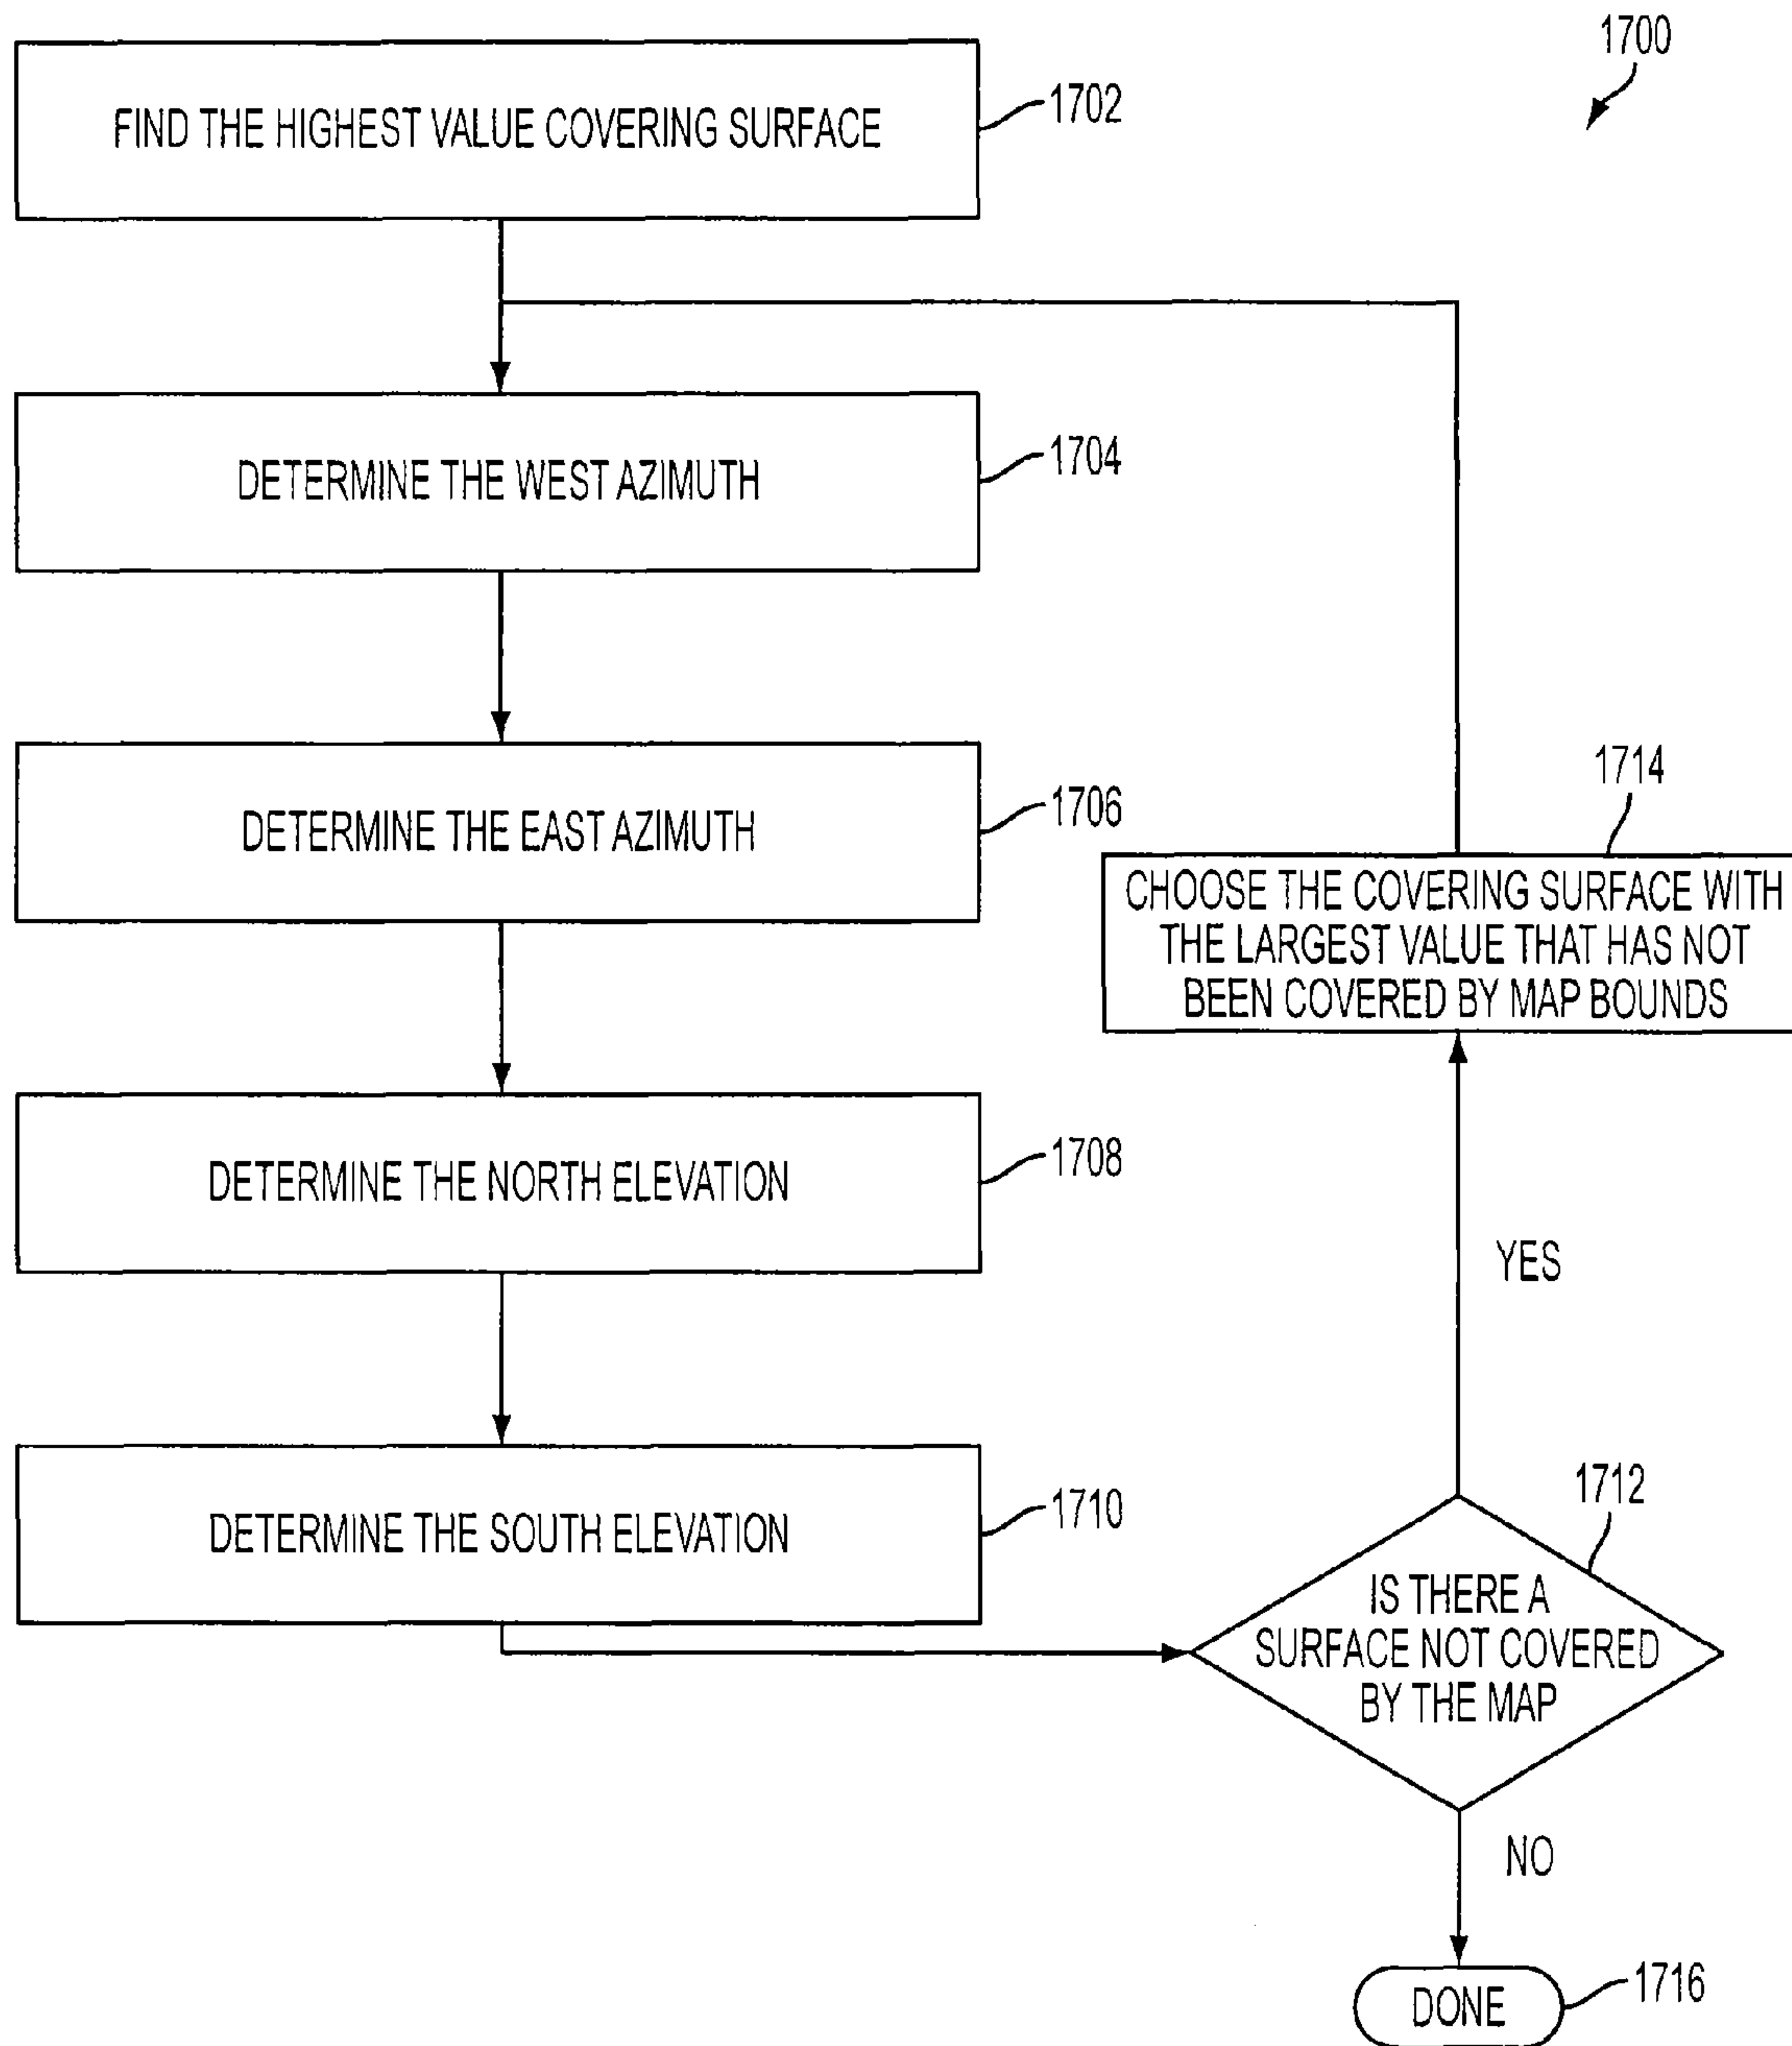 1700
FIND THE HIGHEST VALUE COVERING SURFACE
1702
DETERMINE THE WEST AZIMUTH
1704
DETERMINE THE EAST AZIMUTH
1706
DETERMINE THE NORTH ELEVATION
1708
DETERMINE THE SOUTH ELEVATION
1710
IS THERE A
SURFACE NOT COVERED
BY THE MAP
1712
YES
1714
CHOOSE THE COVERING SURFACE WITH
THE LARGEST VALUE THAT HAS NOT
BEEN COVERED BY MAP BOUNDS
NO
DONE
1716